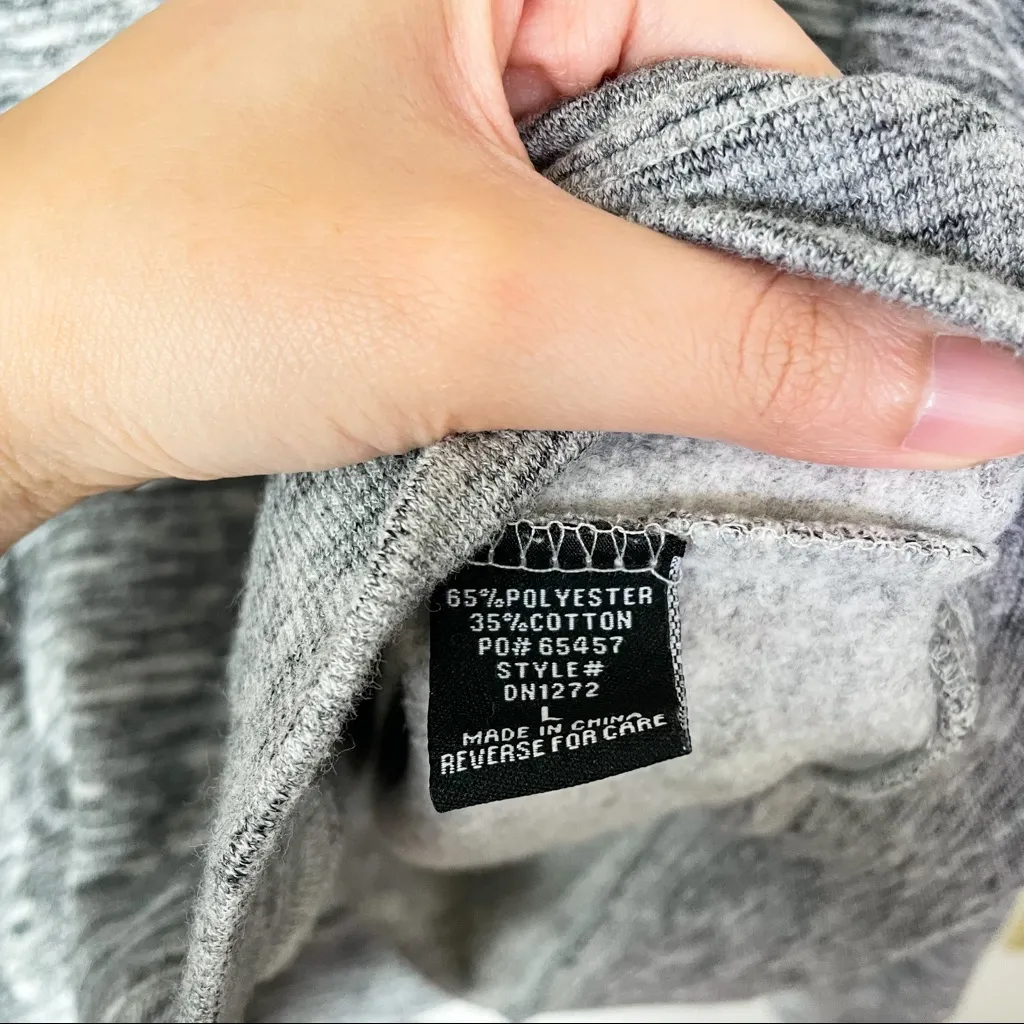 65%POLYESTER
35%COTTON
PO# 65457
STYLE#
DN1272
L
MADE IN CHINA
REVERSE FOR CARE